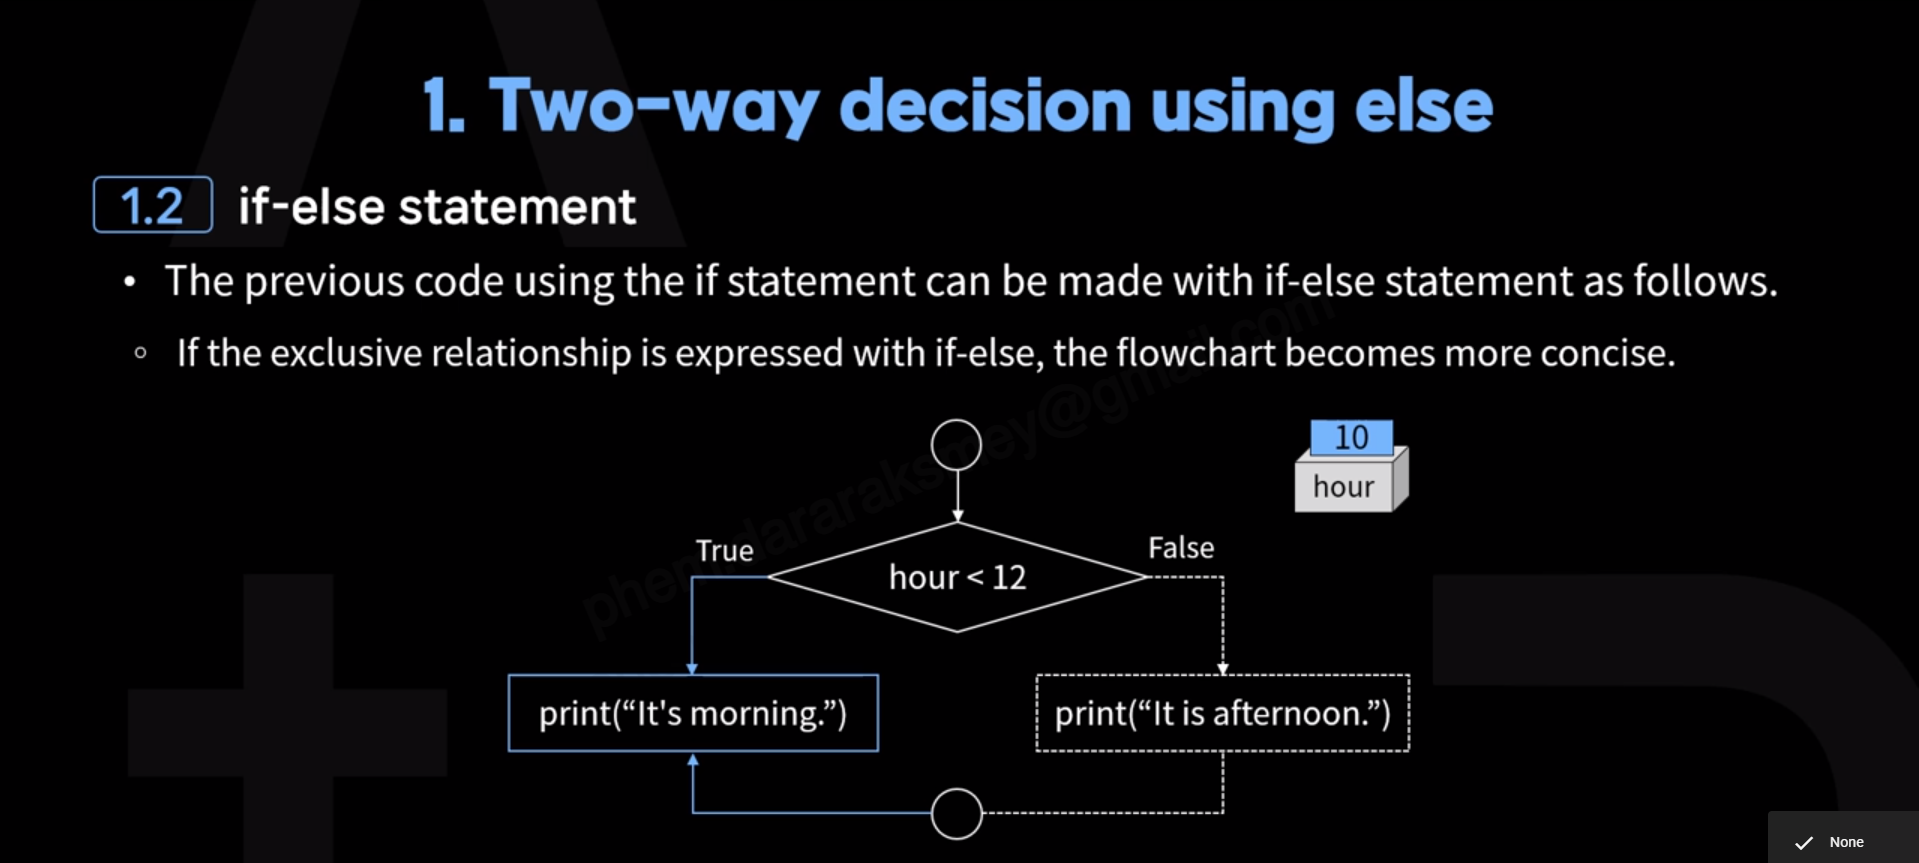 1. Two-way decision using else
1.2 if-else statement
• The previous code using the if statement can be made with if-else statement as follows.
○ If the exclusive relationship is expressed with if-else, the flowchart becomes more concise.
10
hour
True
False
hour < 12
print(“It's morning.”)
print(“It is afternoon.”)
None